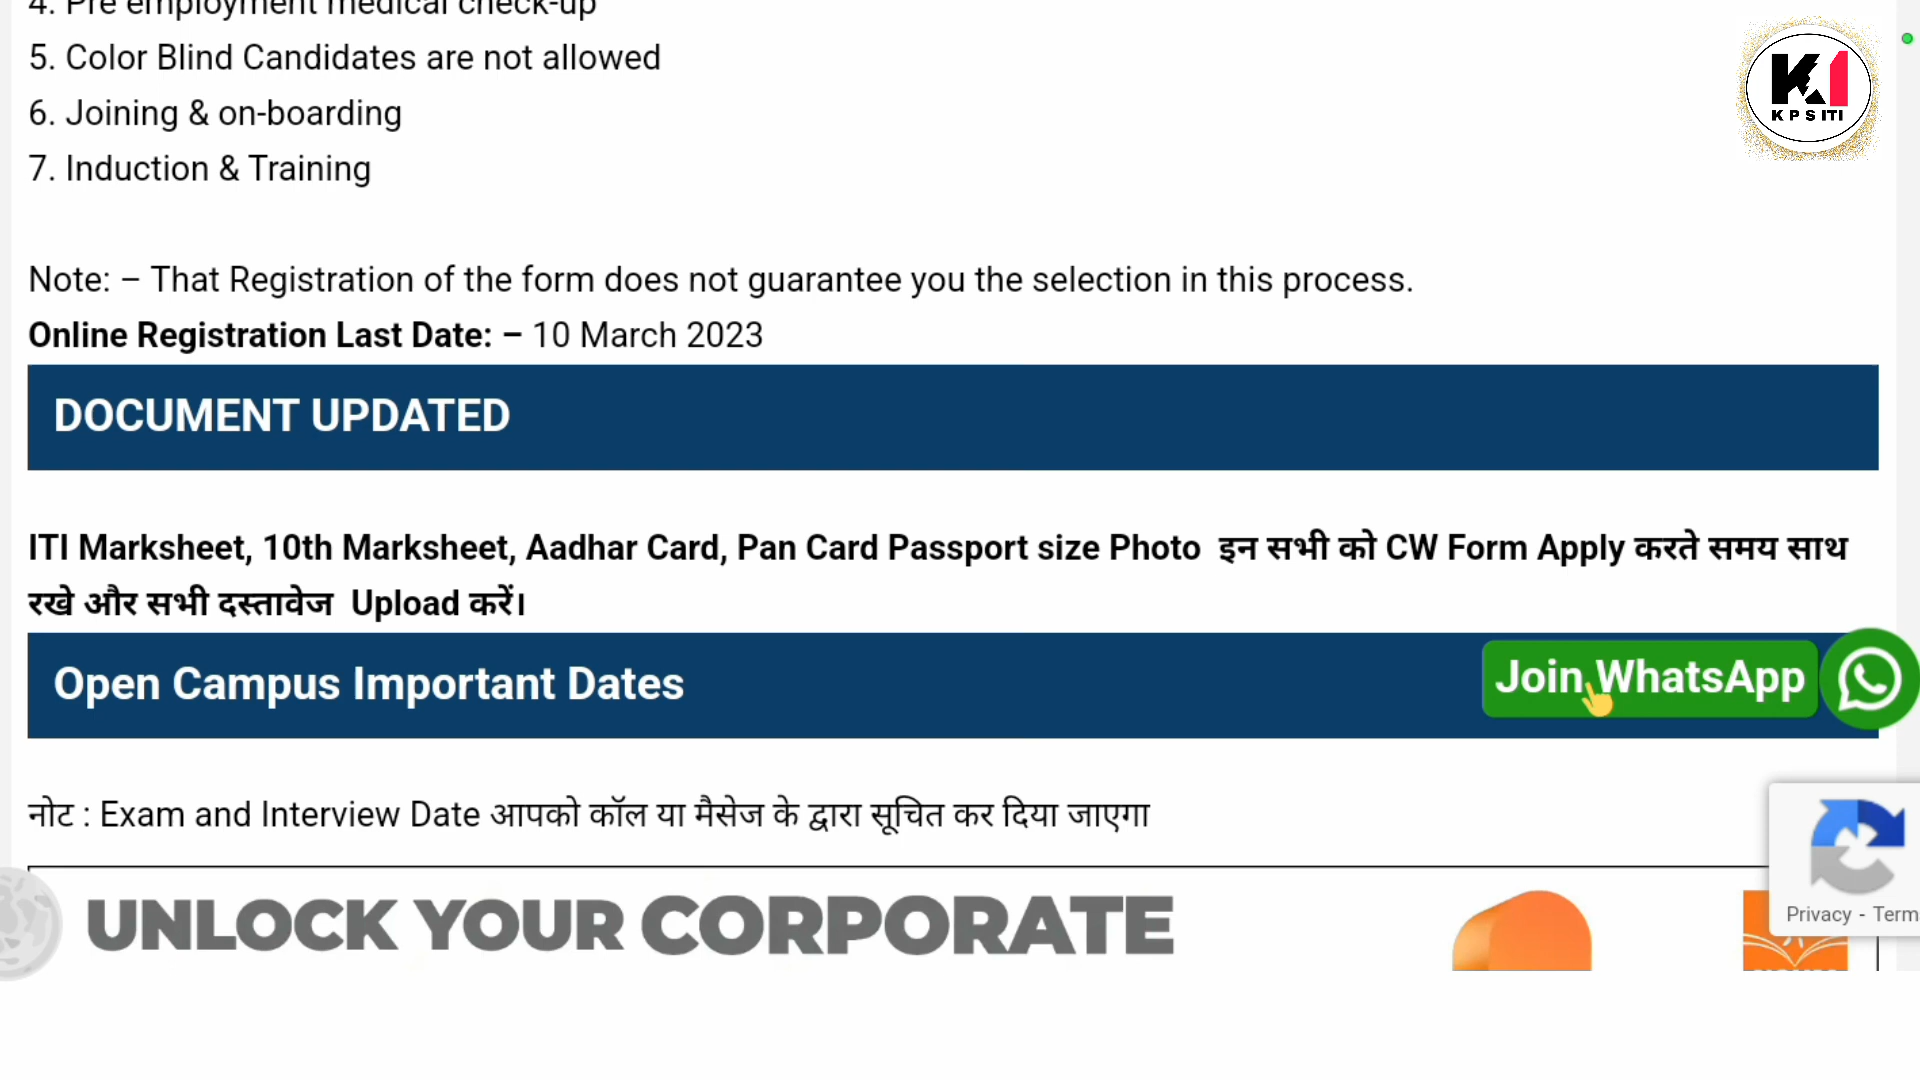 4. Pre employment medical check-up
5. Color Blind Candidates are not allowed
6. Joining & on-boarding
7. Induction & Training
K1
KPS ITI
Note: – That Registration of the form does not guarantee you the selection in this process.
Online Registration Last Date: – 10 March 2023
DOCUMENT UPDATED
ITI Marksheet, 10th Marksheet, Aadhar Card, Pan Card Passport size Photo इन सभी को CW Form Apply करते समय साथ
रखे और सभी दस्तावेज Upload करें।
Open Campus Important Dates
Join WhatsApp
नोट : Exam and Interview Date आपको कॉल या मैसेज के द्वारा सूचित कर दिया जाएगा
Privacy - Term
UNLOCK YOUR CORPORATE